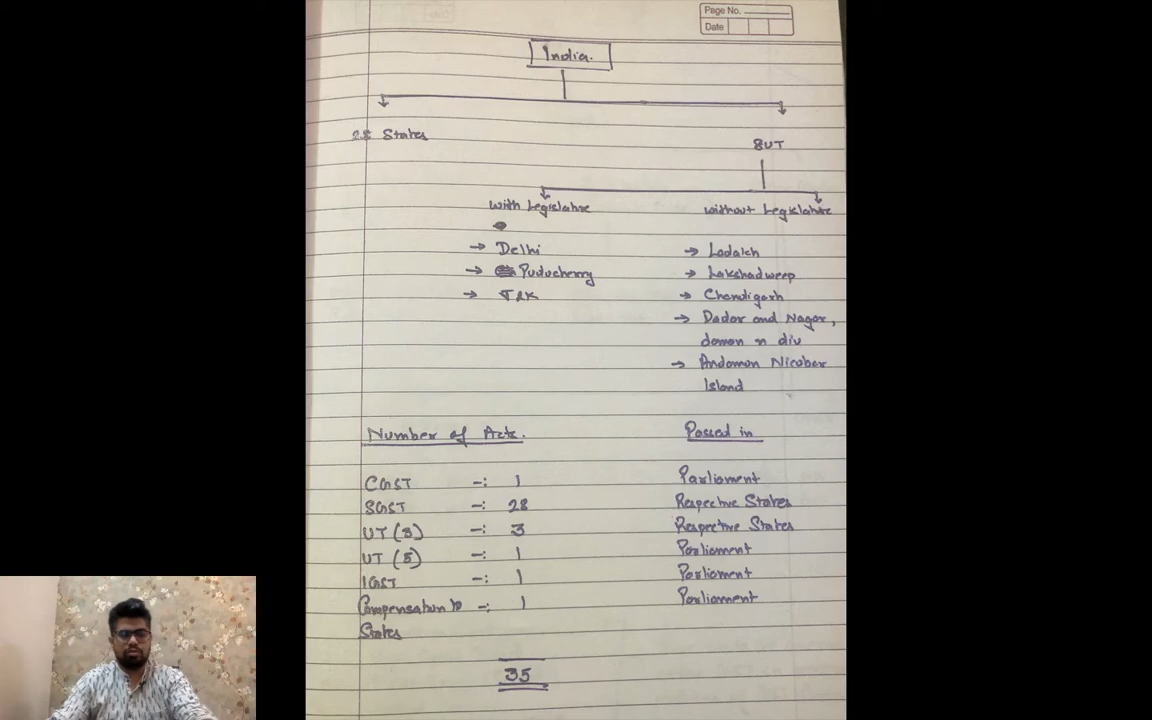 Page No.
Date
India.
28 States
8UT
with Legislature
without Legislature
→ Delhi
→ Ladakh
→ Puducherry
→ Lakshadweep
→ J&K
→ Chandigarh
→ Dadar and Nagar,
daman n diu
→ Andaman Nicobar
Island
Number of Acts.
Passed in
CGST -: 1 Parliament
SGST -: 28 Respective States
UT (3) -: 3 Respective States
UT (5) -: 1 Parliament
IGST -: 1 Parliament
Compensation to -: 1 Parliament
States
35